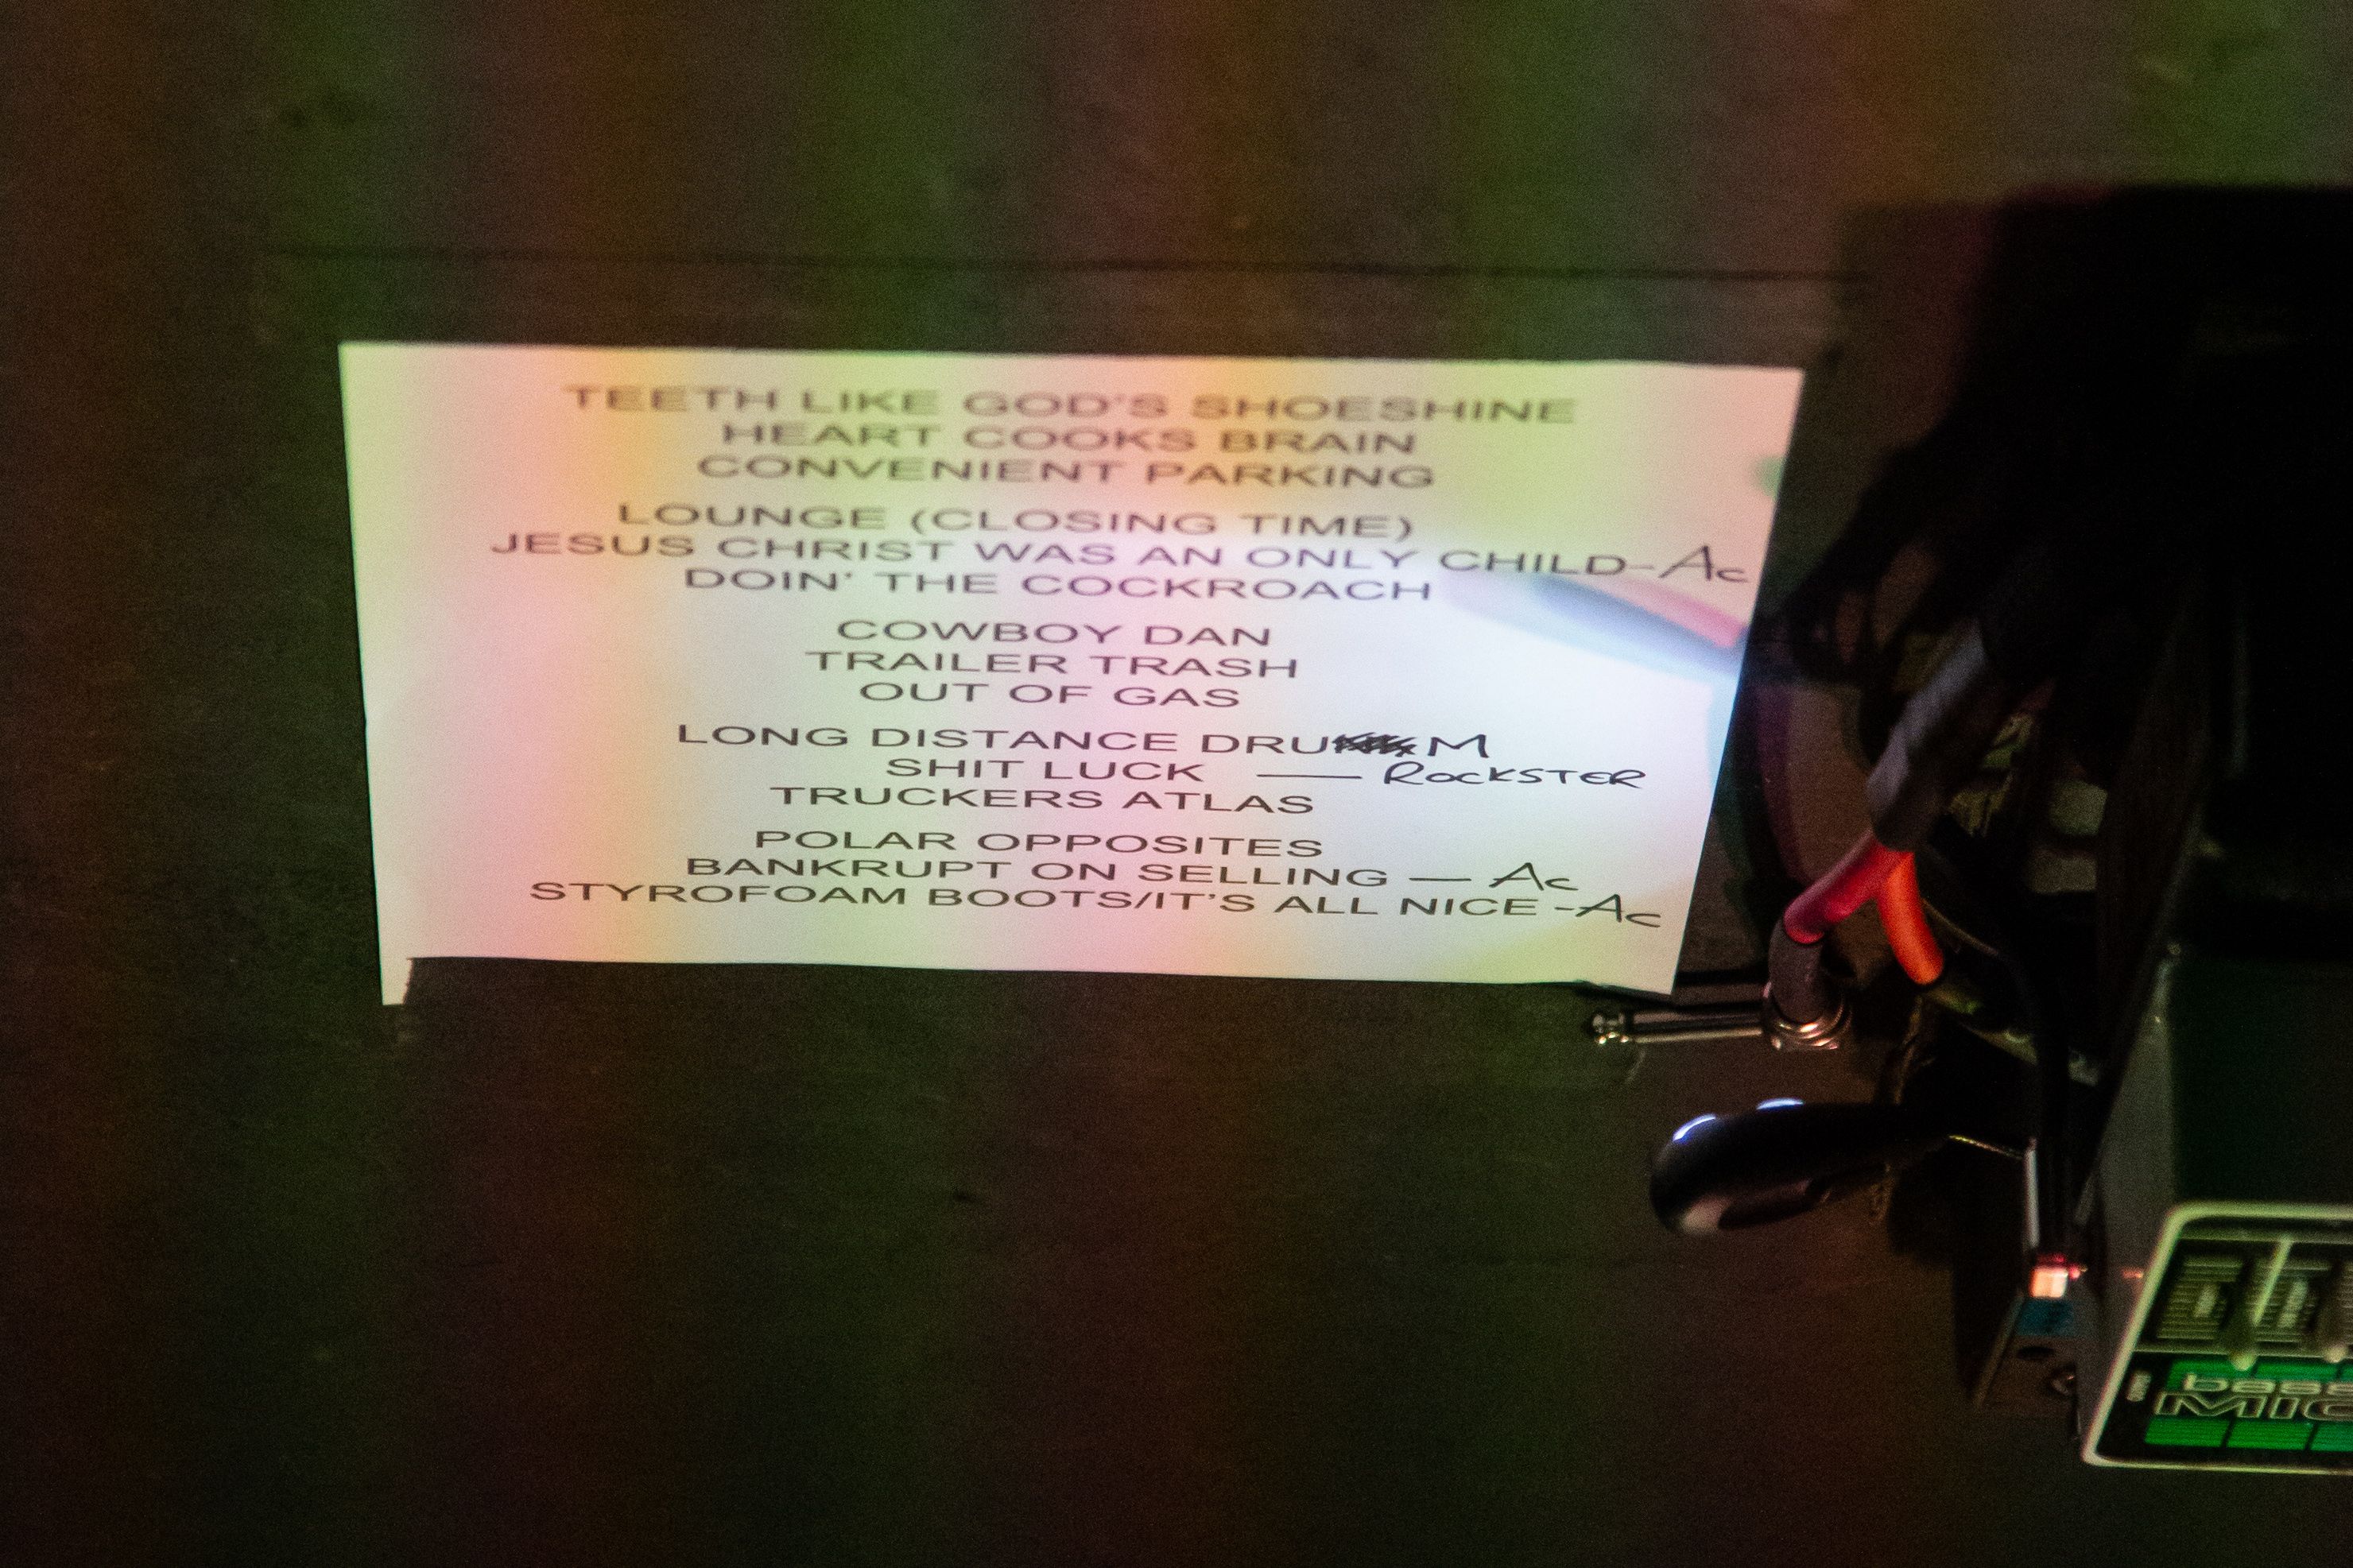 TEETH LIKE GOD'S SHOESHINE
HEART COOKS BRAIN
CONVENIENT PARKING
LOUNGE (CLOSING TIME)
JESUS CHRIST WAS AN ONLY CHILD-Ac
DOIN' THE COCKROACH
COWBOY DAN
TRAILER TRASH
OUT OF GAS
LONG DISTANCE DRU M
SHIT LUCK — ROCKSTER
TRUCKERS ATLAS
POLAR OPPOSITES
BANKRUPT ON SELLING — Ac
STYROFOAM BOOTS/IT'S ALL NICE -Ac
bass